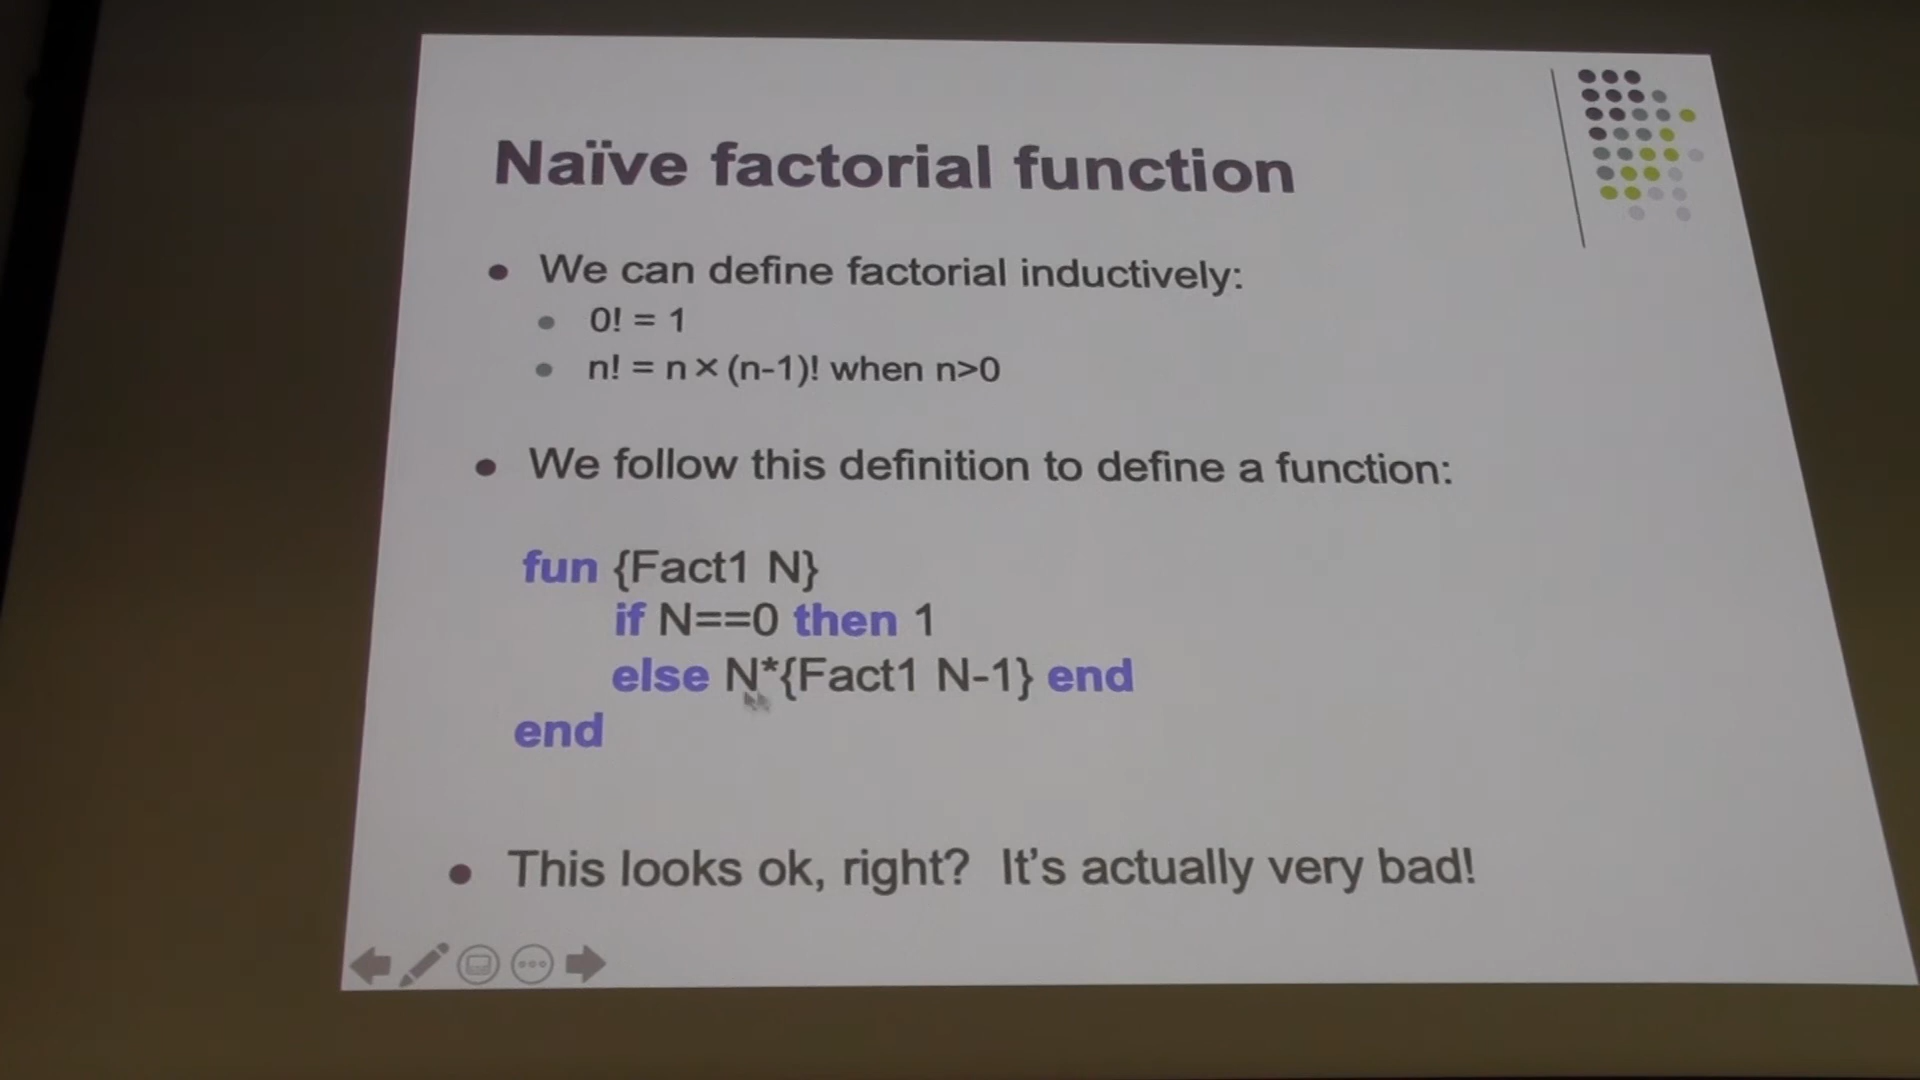 Naïve factorial function
We can define factorial inductively:
0! = 1
n! = n × (n-1)! when n>0
We follow this definition to define a function:
fun {Fact1 N}
if N==0 then 1
else N*{Fact1 N-1} end
end
This looks ok, right? It's actually very bad!